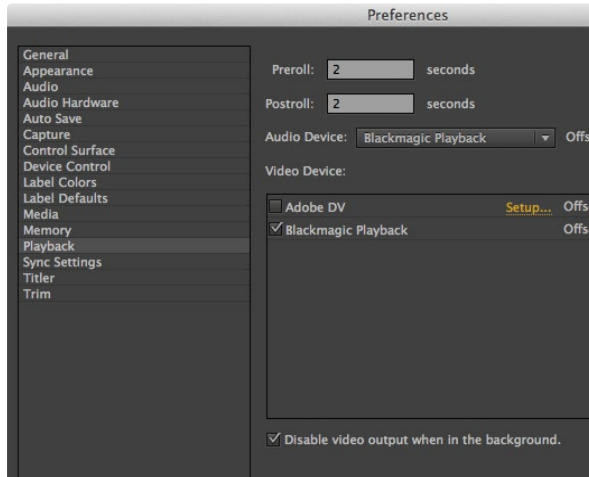 Preferences
General
Appearance
Audio
Audio Hardware
Auto Save
Capture
Control Surface
Device Control
Label Colors
Label Defaults
Media
Memory
Playback
Sync Settings
Titler
Trim
Preroll: 2 seconds
Postroll: 2 seconds
Audio Device: Blackmagic Playback Offs
Video Device:
Adobe DV Setup... Offs
Blackmagic Playback Offs
Disable video output when in the background.